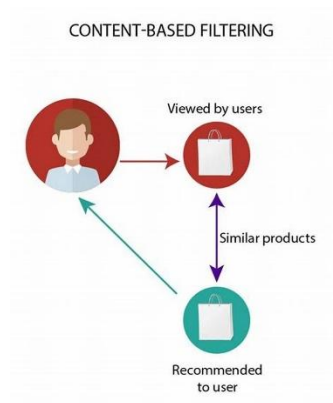 CONTENT-BASED FILTERING
Viewed by users
Similar products
Recommended
to user